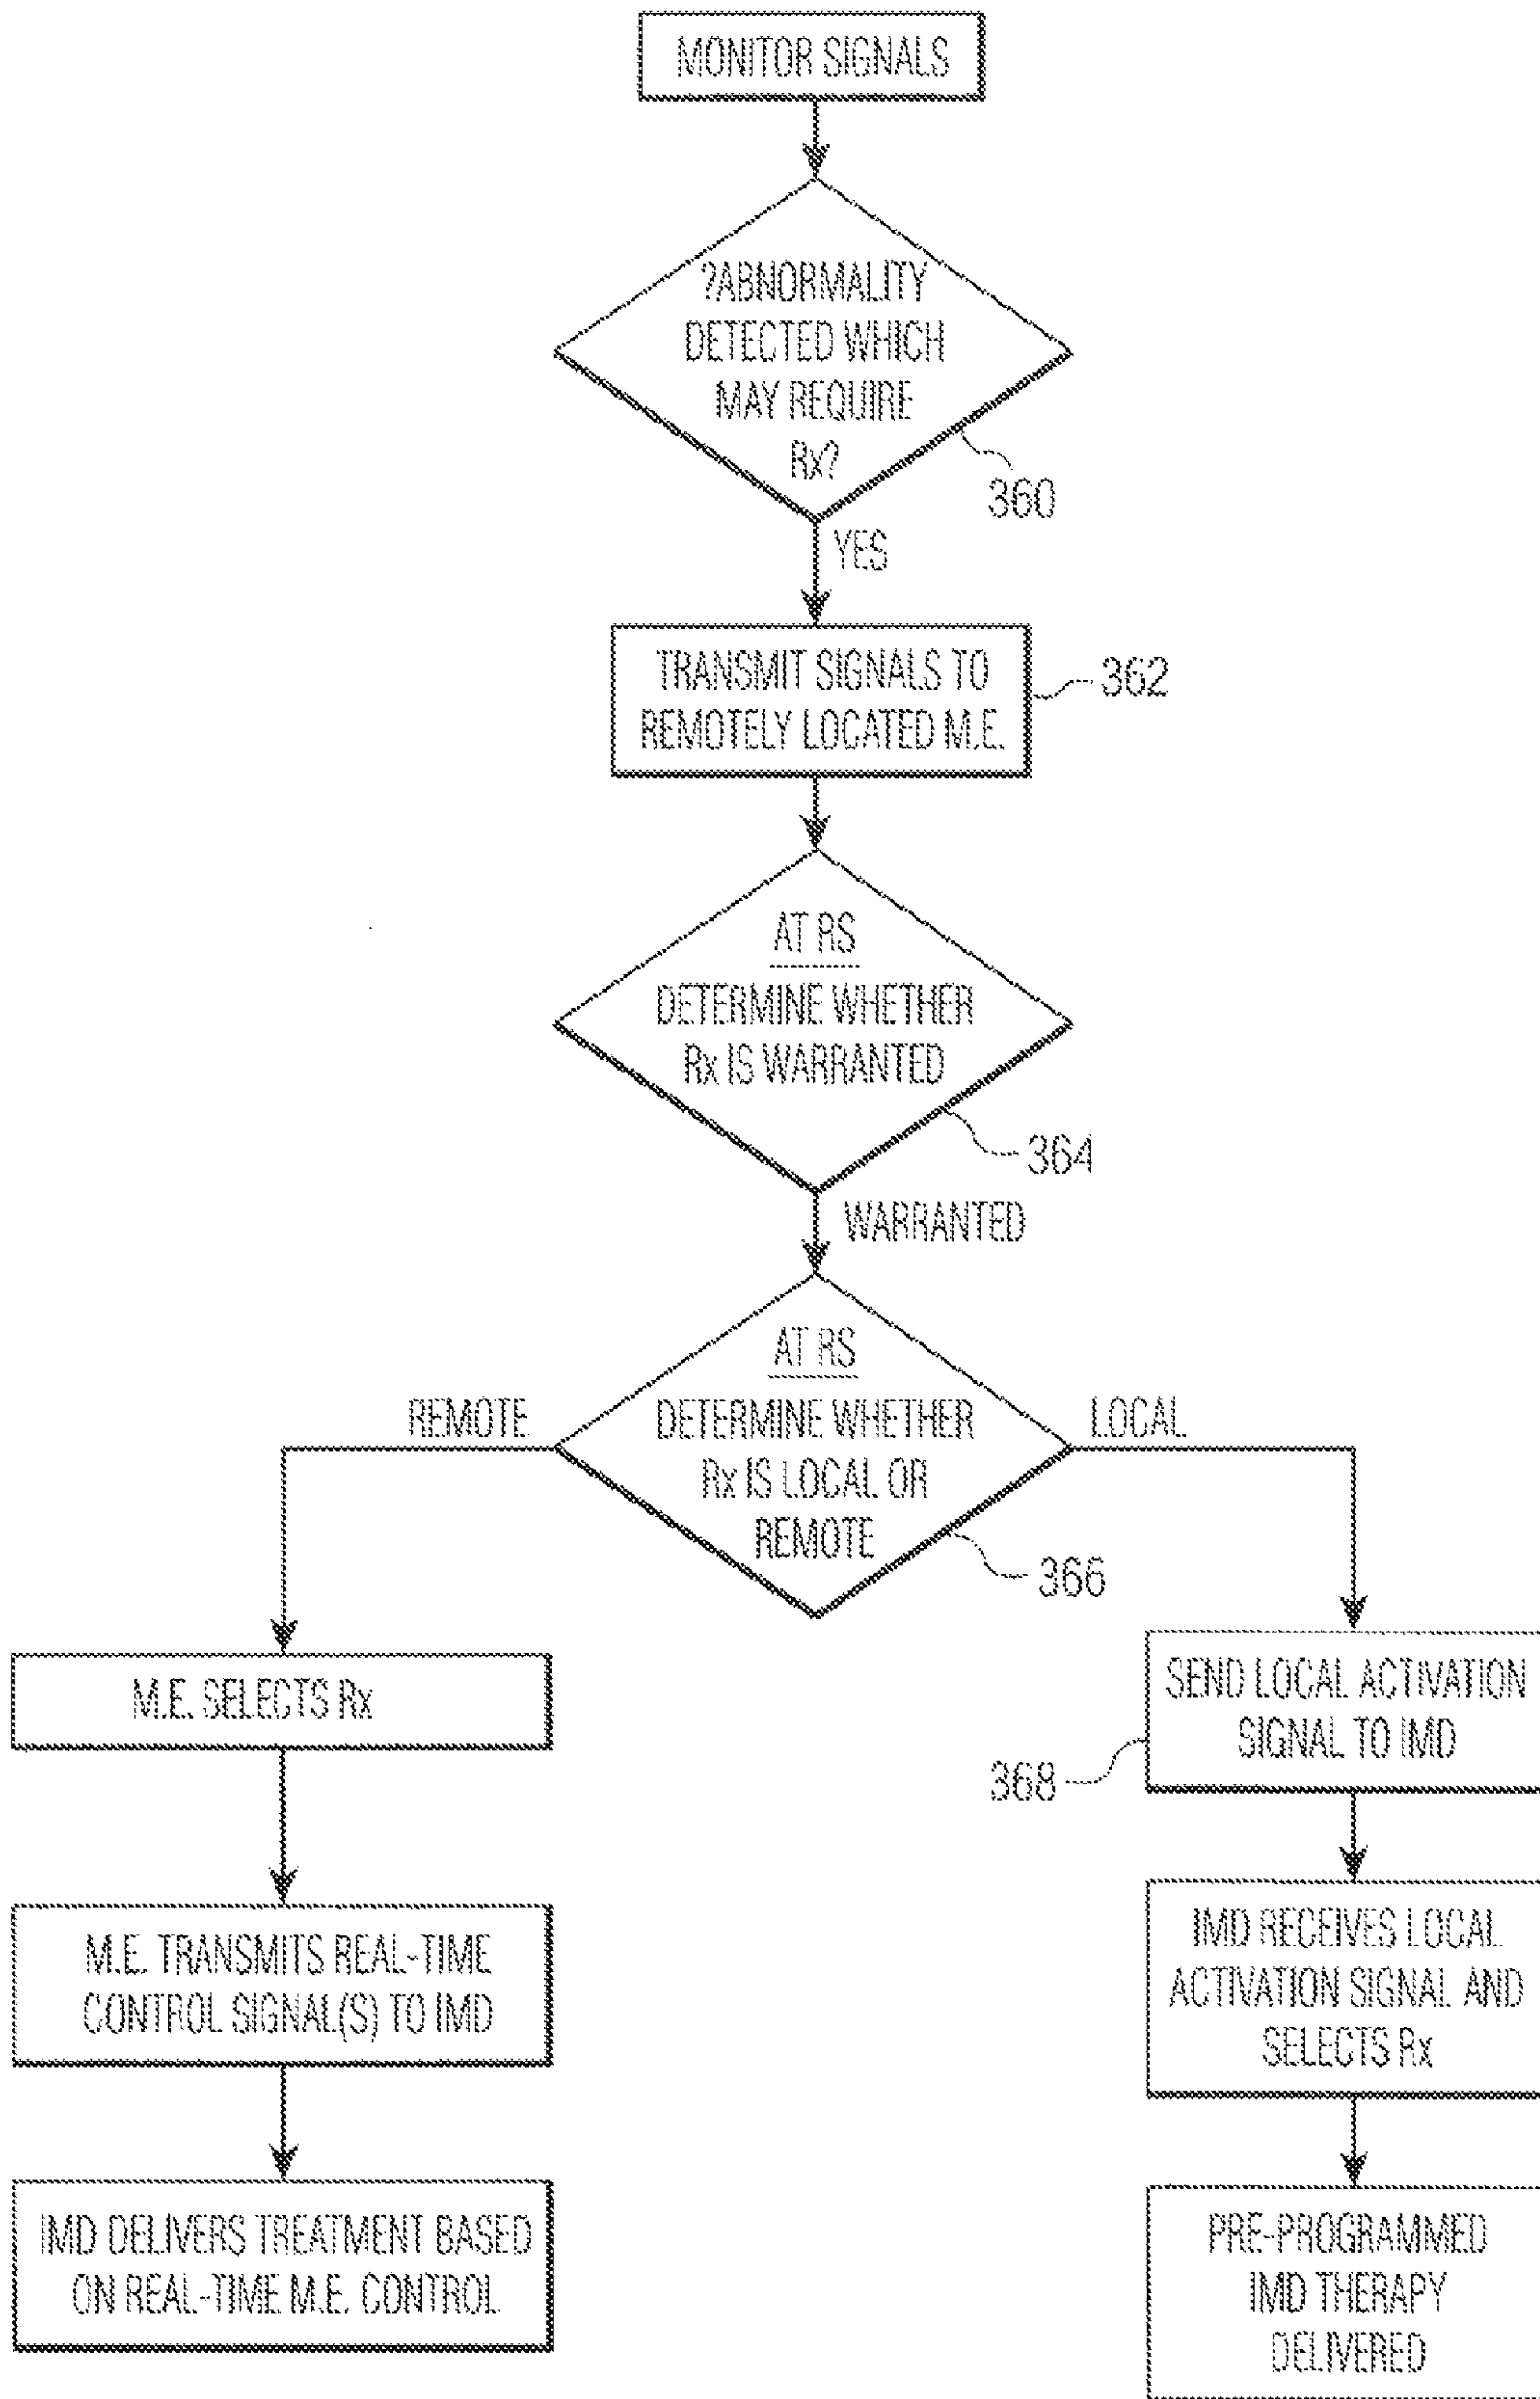 MONITOR SIGNALS
?ABNORMALITY
DETECTED WHICH
MAY REQUIRE
Rx?
360
YES
TRANSMIT SIGNALS TO
REMOTELY LOCATED M.E.
362
AT RS
DETERMINE WHETHER
Rx IS WARRANTED
364
WARRANTED
AT RS
DETERMINE WHETHER
Rx IS LOCAL OR
REMOTE
366
REMOTE
LOCAL
M.E. SELECTS Rx
M.E. TRANSMITS REAL-TIME
CONTROL SIGNAL(S) TO IMD
IMD DELIVERS TREATMENT BASED
ON REAL-TIME M.E. CONTROL
SEND LOCAL ACTIVATION
SIGNAL TO IMD
368
IMD RECEIVES LOCAL
ACTIVATION SIGNAL AND
SELECTS Rx
PRE-PROGRAMMED
IMD THERAPY
DELIVERED